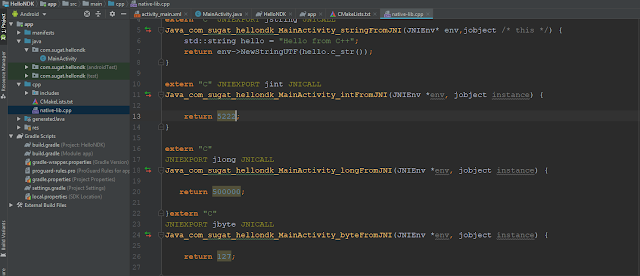 HelloNDK
app
src
main
cpp
native-lib.cpp
Android
activity_main.xml
MainActivity.java
HelloNDK
app
CMakeLists.txt
native-lib.cpp
1: Project
Resource Manager
Build Variants
app
manifests
java
com.sugat.hellondk
MainActivity
com.sugat.hellondk (androidTest)
com.sugat.hellondk (test)
cpp
includes
CMakeLists.txt
native-lib.cpp
generatedJava
res
Gradle Scripts
build.gradle (Project: HelloNDK)
build.gradle (Module: app)
gradle-wrapper.properties (Gradle Version)
proguard-rules.pro (ProGuard Rules for app)
gradle.properties (Project Properties)
settings.gradle (Project Settings)
local.properties (SDK Location)
External Build Files
extern "C" JNIEXPORT jstring JNICALL
Java_com_sugat_hellondk_MainActivity_stringFromJNI(JNIEnv* env,jobject /* this */) {
std::string hello = "Hello from C++";
return env->NewStringUTF(hello.c_str());
}
extern "C" JNIEXPORT jint JNICALL
Java_com_sugat_hellondk_MainActivity_intFromJNI(JNIEnv *env, jobject instance) {
13 return 5222;
}
extern "C"
JNIEXPORT jlong JNICALL
Java_com_sugat_hellondk_MainActivity_longFromJNI(JNIEnv *env, jobject instance) {
return 500000;
}extern "C"
JNIEXPORT jbyte JNICALL
Java_com_sugat_hellondk_MainActivity_byteFromJNI(JNIEnv *env, jobject instance) {
return 127;